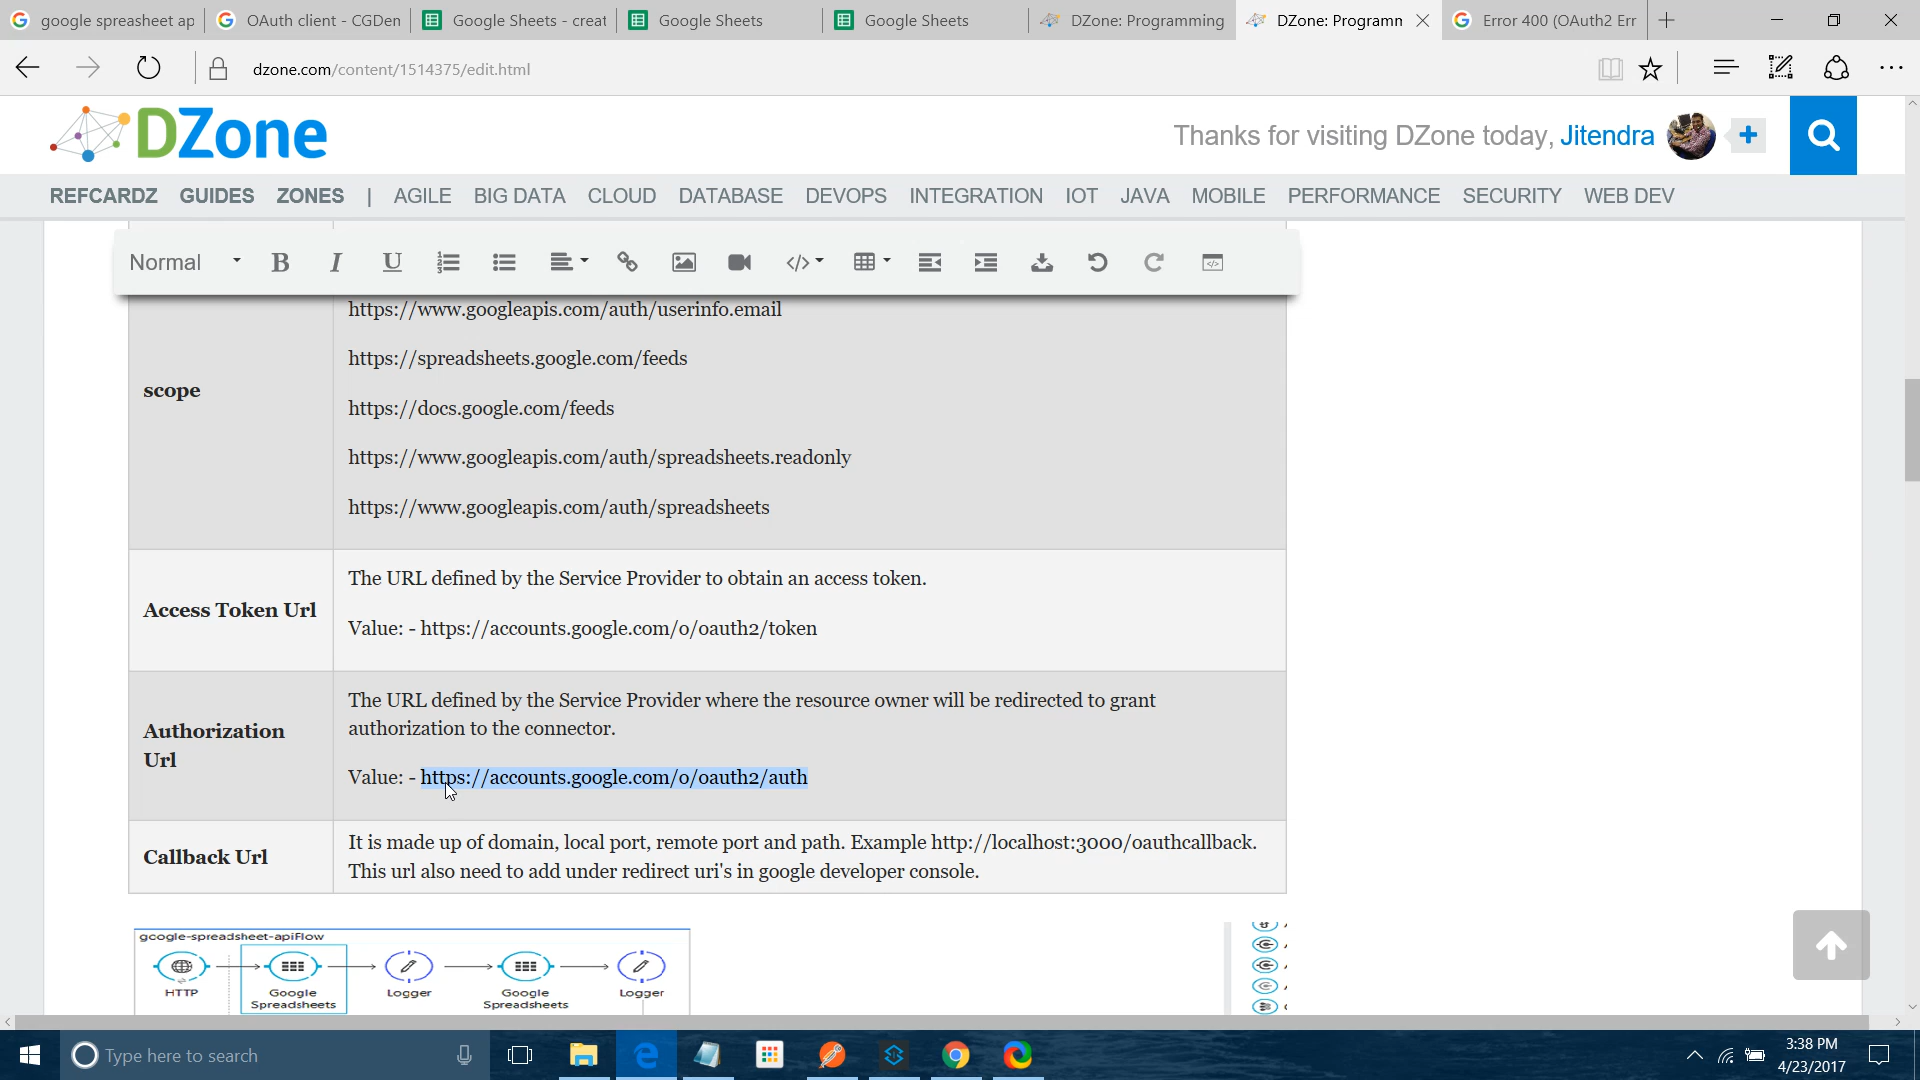 google spreasheet ap
OAuth client - CGDen
Google Sheets - creat
Google Sheets
Google Sheets
DZone: Programming
DZone: Programn
Error 400 (OAuth2 Err
dzone.com/content/1514375/edit.html
DZone
Thanks for visiting DZone today, Jitendra
REFCARDZ GUIDES ZONES | AGILE BIG DATA CLOUD DATABASE DEVOPS INTEGRATION IOT JAVA MOBILE PERFORMANCE SECURITY WEB DEV
Normal B I U
https://www.googleapis.com/auth/userinfo.email
https://spreadsheets.google.com/feeds
scope
https://docs.google.com/feeds
https://www.googleapis.com/auth/spreadsheets.readonly
https://www.googleapis.com/auth/spreadsheets
The URL defined by the Service Provider to obtain an access token.
Access Token Url
Value: - https://accounts.google.com/o/oauth2/token
The URL defined by the Service Provider where the resource owner will be redirected to grant
authorization to the connector.
Authorization
Url
Value: - https://accounts.google.com/o/oauth2/auth
Callback Url
It is made up of domain, local port, remote port and path. Example http://localhost:3000/oauthcallback.
This url also need to add under redirect uri's in google developer console.
google-spreadsheet-apiFlow
HTTP
Google
Spreadsheets
Logger
Google
Spreadsheets
Logger
Type here to search
3:38 PM
4/23/2017